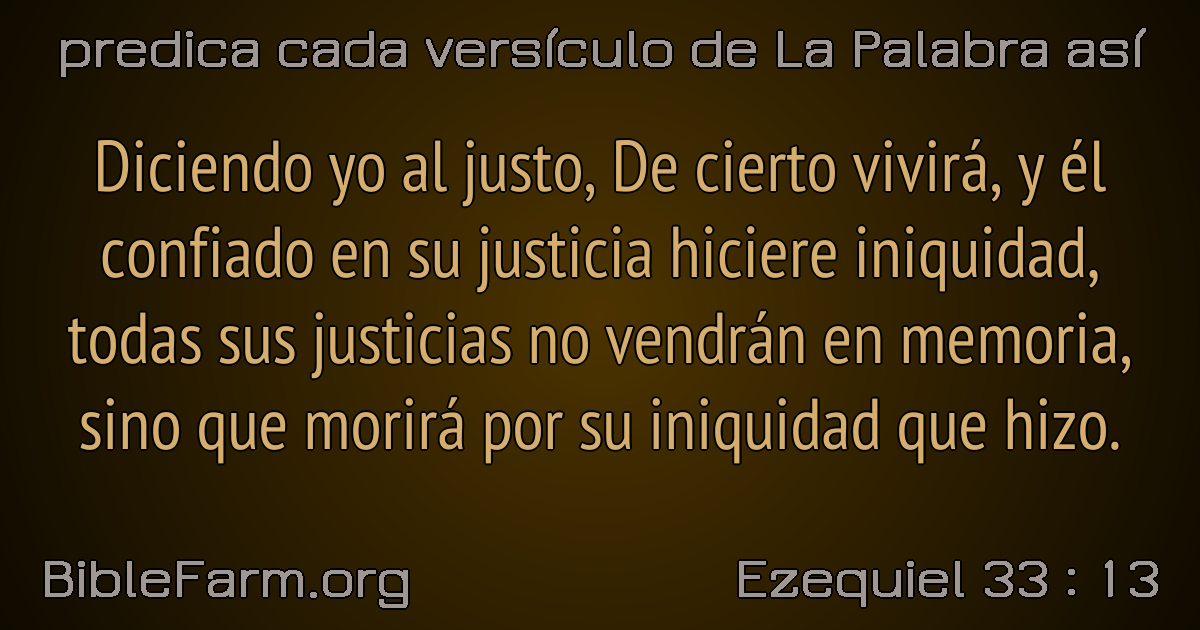 predica cada versículo de La Palabra así
Diciendo yo al justo, De cierto vivirá, y él
confiado en su justicia hiciere iniquidad,
todas sus justicias no vendrán en memoria,
sino que morirá por su iniquidad que hizo.
BibleFarm.org
Ezequiel 33 : 13